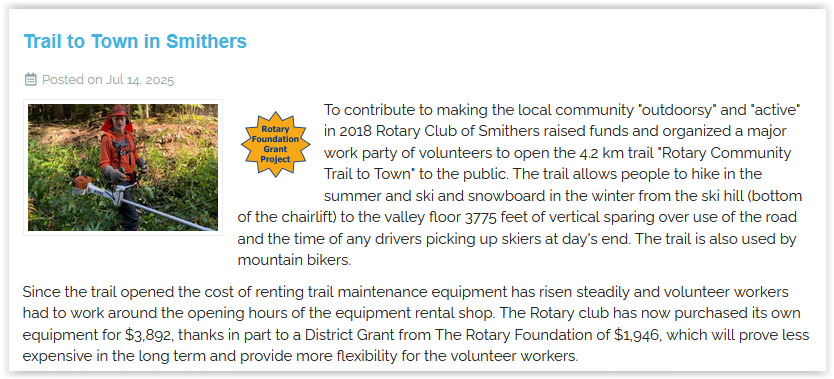 Trail to Town in Smithers
Posted on Jul 14, 2025
Rotary
Foundation
Grant
Project
To contribute to making the local community "outdoorsy" and "active"
in 2018 Rotary Club of Smithers raised funds and organized a major
work party of volunteers to open the 4.2 km trail "Rotary Community
Trail to Town" to the public. The trail allows people to hike in the
summer and ski and snowboard in the winter from the ski hill (bottom
of the chairlift) to the valley floor 3775 feet of vertical sparing over use of the road
and the time of any drivers picking up skiers at day's end. The trail is also used by
mountain bikers.
Since the trail opened the cost of renting trail maintenance equipment has risen steadily and volunteer workers
had to work around the opening hours of the equipment rental shop. The Rotary club has now purchased its own
equipment for $3,892, thanks in part to a District Grant from The Rotary Foundation of $1,946, which will prove less
expensive in the long term and provide more flexibility for the volunteer workers.